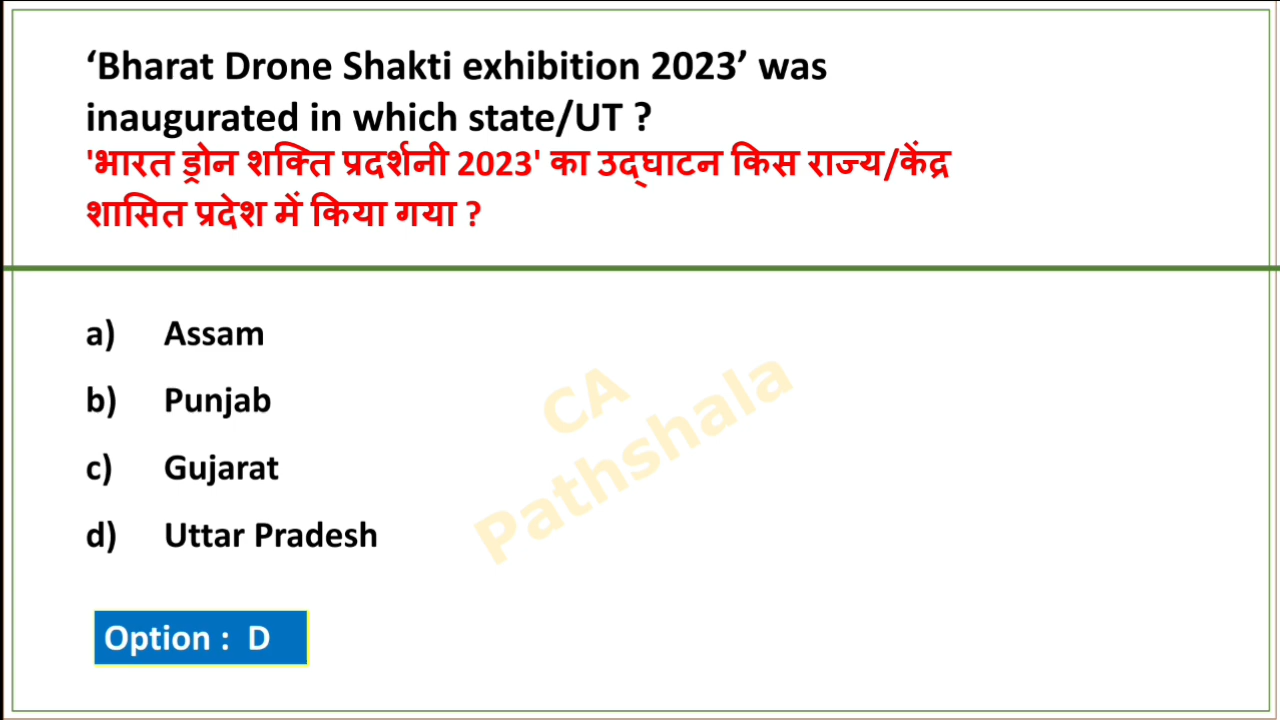 ‘Bharat Drone Shakti exhibition 2023’ was
inaugurated in which state/UT ?
'भारत ड्रोन शक्ति प्रदर्शनी 2023' का उद्घाटन किस राज्य/केंद्र
शासित प्रदेश में किया गया ?
a) Assam
b) Punjab
c) Gujarat
d) Uttar Pradesh
CA
Pathshala
Option : D